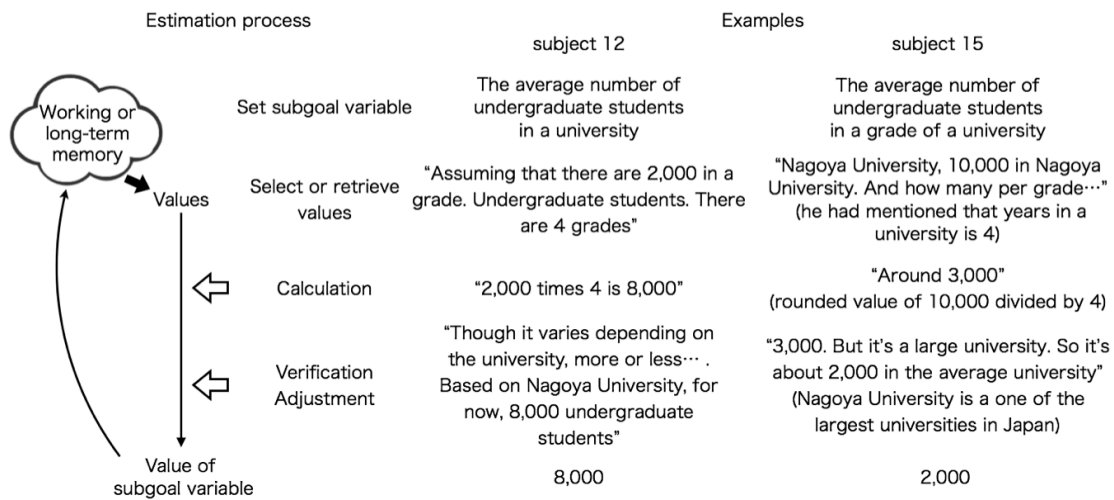 Estimation process
Examples
subject 12
subject 15
Working or
long-term
memory
Set subgoal variable
The average number of
undergraduate students
in a university
The average number of
undergraduate students
in a grade of a university
Values
Select or retrieve
values
“Assuming that there are 2,000 in a
grade. Undergraduate students. There
are 4 grades”
“Nagoya University, 10,000 in Nagoya
University. And how many per grade…”
(he had mentioned that years in a
university is 4)
Calculation
“2,000 times 4 is 8,000”
“Around 3,000”
(rounded value of 10,000 divided by 4)
Verification
Adjustment
“Though it varies depending on
the university, more or less… .
Based on Nagoya University, for
now, 8,000 undergraduate
students”
“3,000. But it’s a large university. So it’s
about 2,000 in the average university”
(Nagoya University is a one of the
largest universities in Japan)
Value of
subgoal variable
8,000
2,000